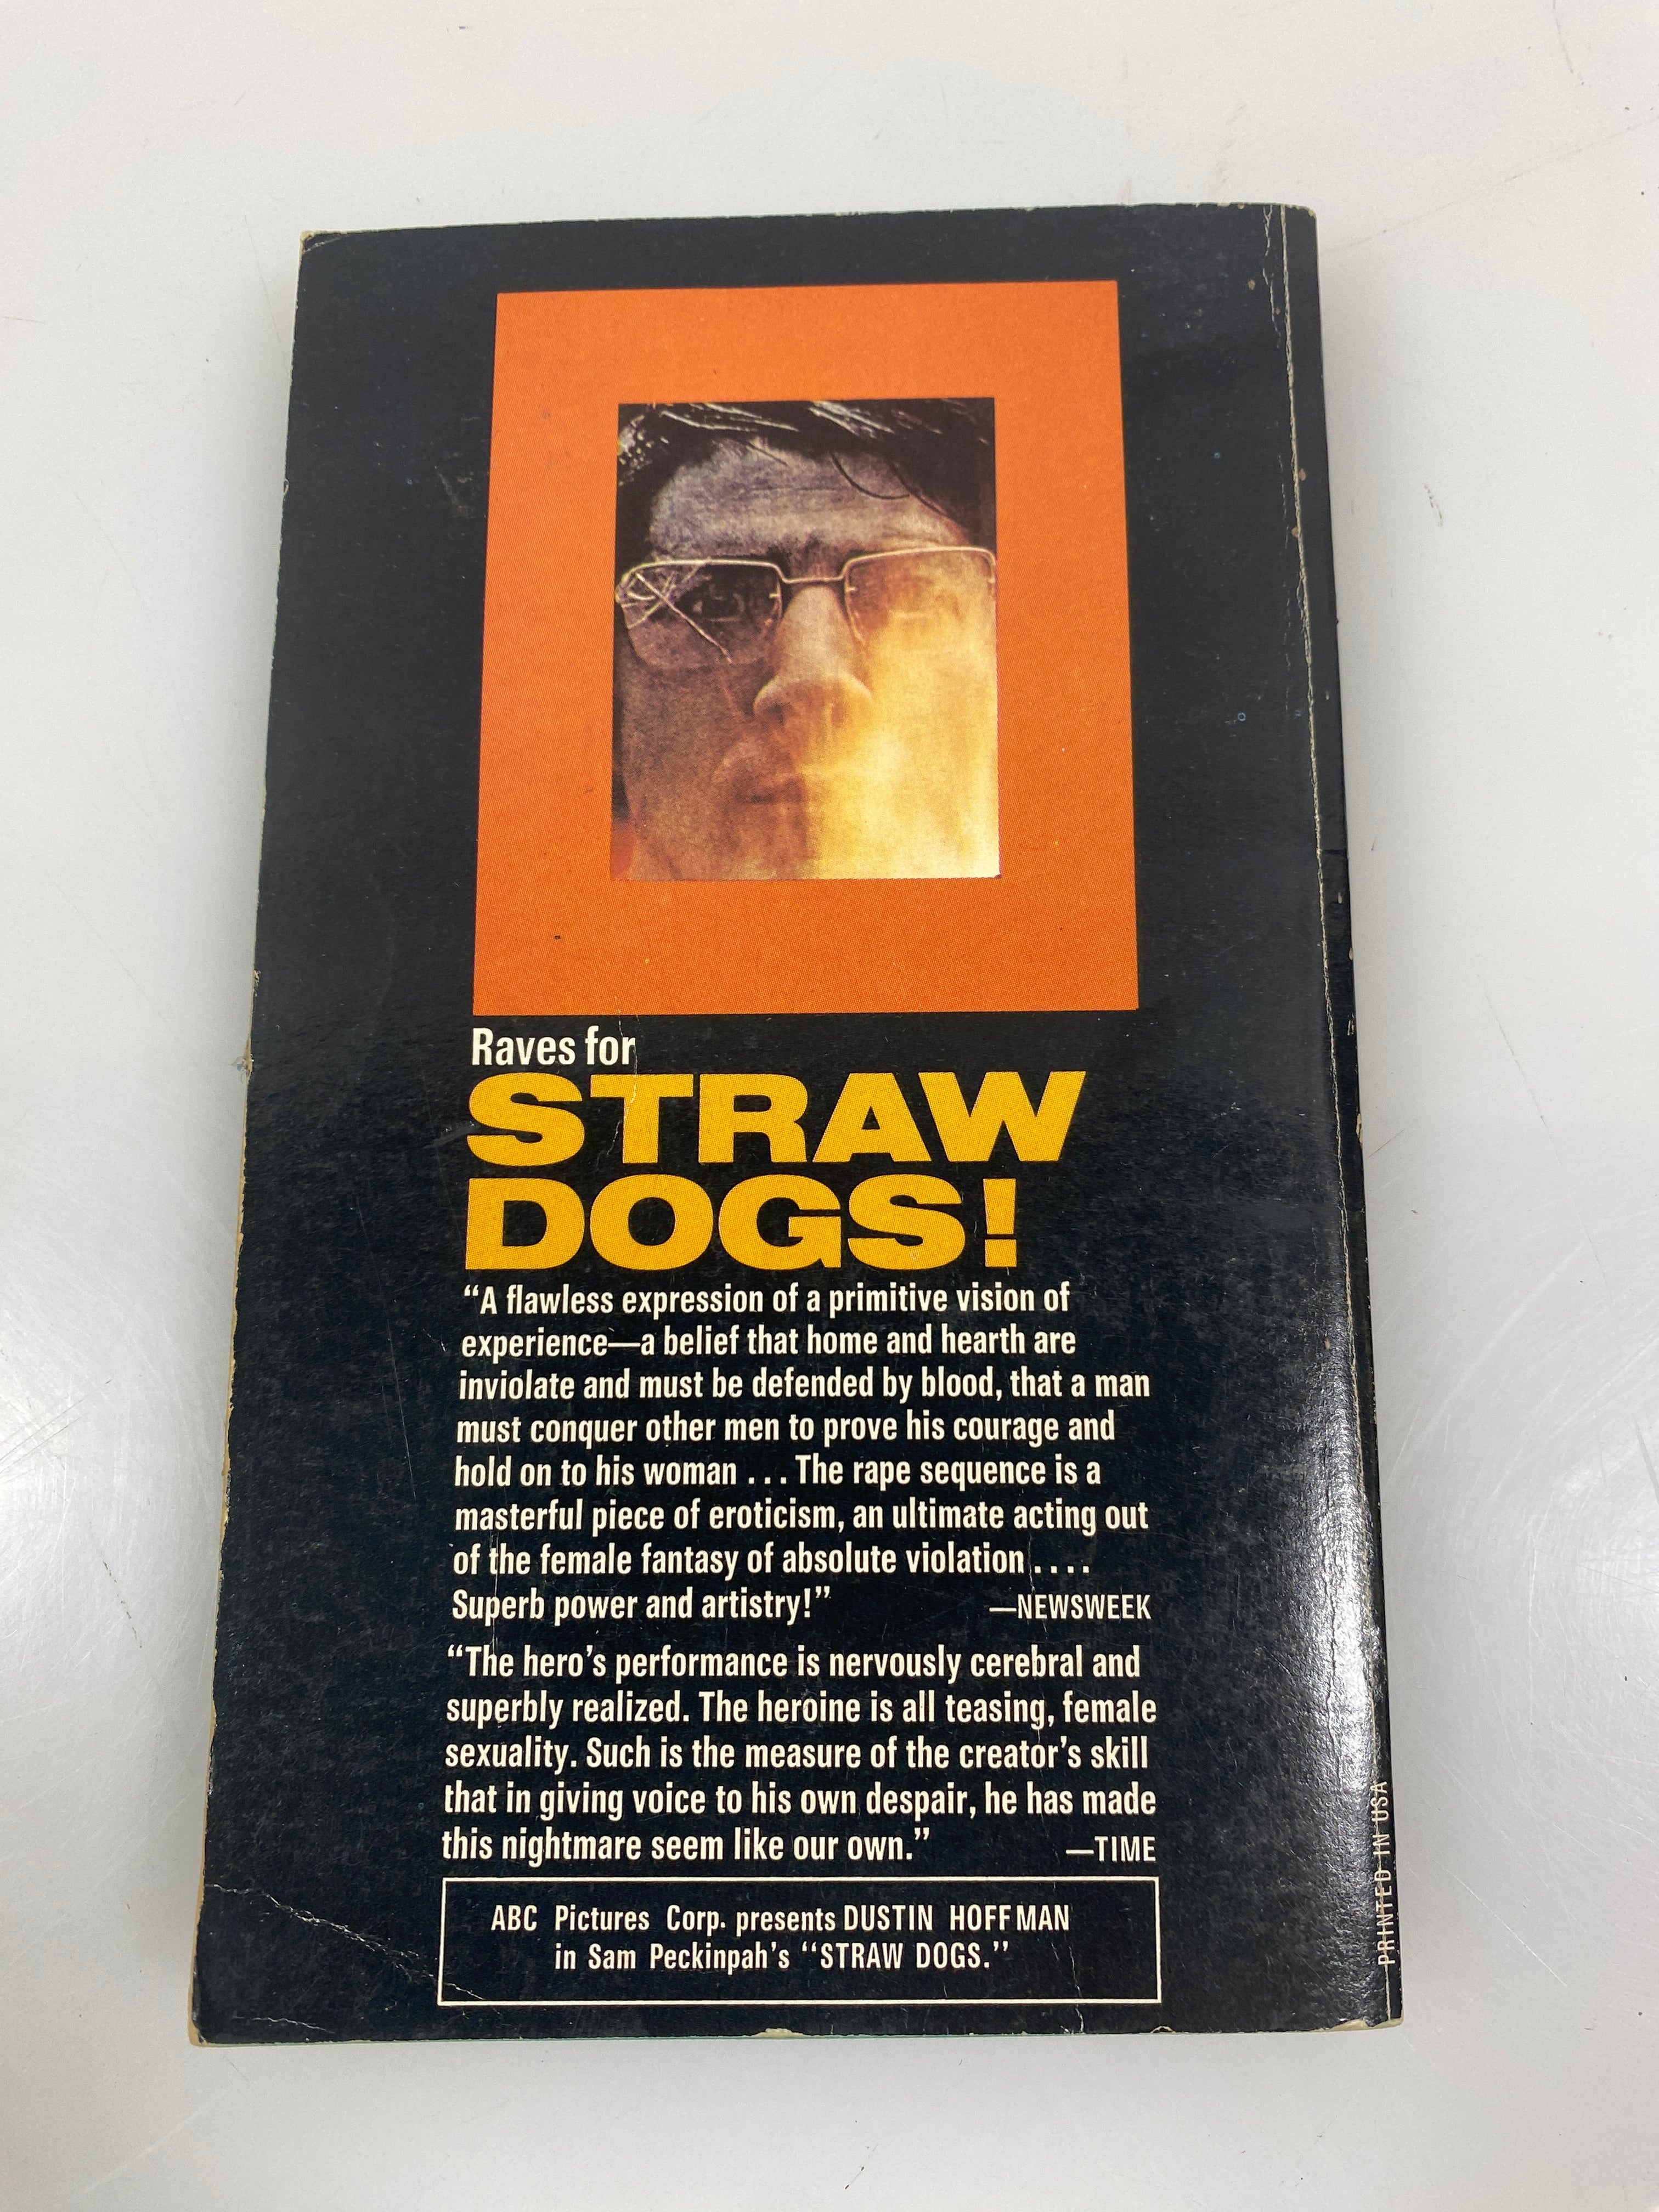 Raves for
STRAW
DOGS!
“A flawless expression of a primitive vision of
experience—a belief that home and hearth are
inviolate and must be defended by blood, that a man
must conquer other men to prove his courage and
hold on to his woman . . . The rape sequence is a
masterful piece of eroticism, an ultimate acting out
of the female fantasy of absolute violation . . . .
Superb power and artistry!” —NEWSWEEK
“The hero’s performance is nervously cerebral and
superbly realized. The heroine is all teasing, female
sexuality. Such is the measure of the creator’s skill
that in giving voice to his own despair, he has made
this nightmare seem like our own.” —TIME
ABC Pictures Corp. presents DUSTIN HOFFMAN
in Sam Peckinpah’s “STRAW DOGS.”
PRINTED IN USA